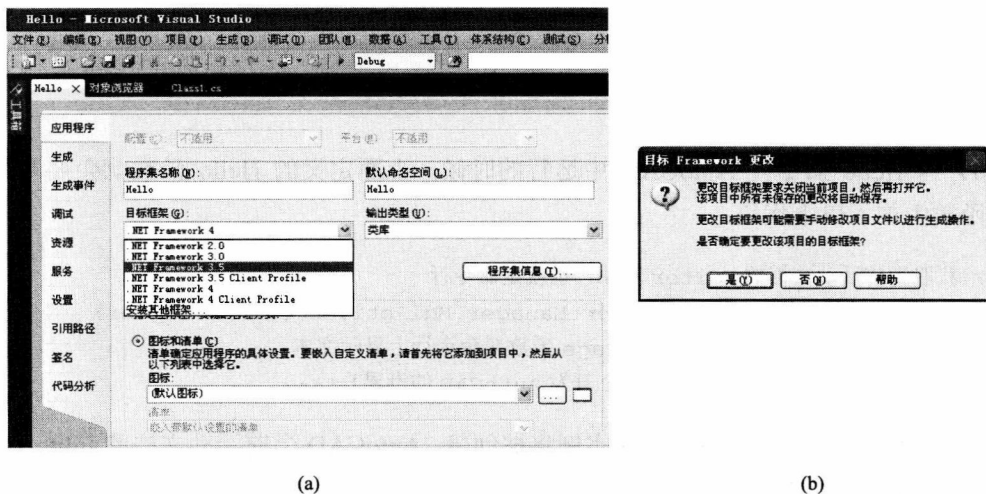 Hello - Microsoft Visual Studio
文件(F) 编辑(E) 视图(V) 项目(P) 生成(B) 调试(D) 团队(M) 数据(A) 工具(T) 体系结构(C) 测试(S) 分
Debug
Hello × 对象浏览器 Class1.cs
工具箱
应用程序
配置(C): 不适用 平台(M): 不适用
生成
程序集名称(N): 默认命名空间(L):
生成事件
Hello Hello
调试
目标框架(G): 输出类型(U):
.NET Framework 4 类库
资源
.NET Framework 2.0
.NET Framework 3.0
.NET Framework 3.5
服务
.NET Framework 3.5 Client Profile
程序集信息(I)...
.NET Framework 4
.NET Framework 4 Client Profile
设置
安装其他框架...
引用路径
图标和清单(C)
签名
清单确定应用程序的具体设置。要嵌入自定义清单，请首先将它添加到项目中，然后从
以下列表中选择它。
代码分析
图标:
(默认图标) ...
清单:
嵌入带默认设置的清单
(a)
目标 Framework 更改
更改目标框架要求关闭当前项目，然后再打开它。
该项目中所有未保存的更改将自动保存。
更改目标框架可能需要手动修改项目文件以进行生成操作。
是否确定要更改该项目的目标框架?
是(Y) 否(N) 帮助
(b)